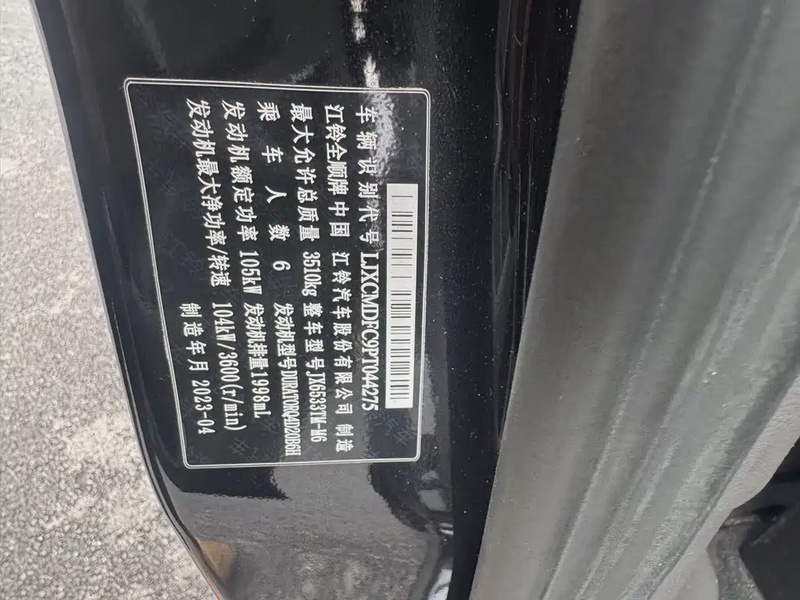 车辆识别代号 LJXCMDFC9PT044275
江铃全顺牌 中国 江铃汽车股份有限公司 制造
最大允许总质量 3510kg 整车型号 JX6533TM-M6
乘车人数 6 发动机型号 DURATORQ4D20B6H
发动机额定功率 105kW 发动机排量 1998mL
发动机最大净功率/转速 104kW/3600(r/min)
制造年月 2023-04